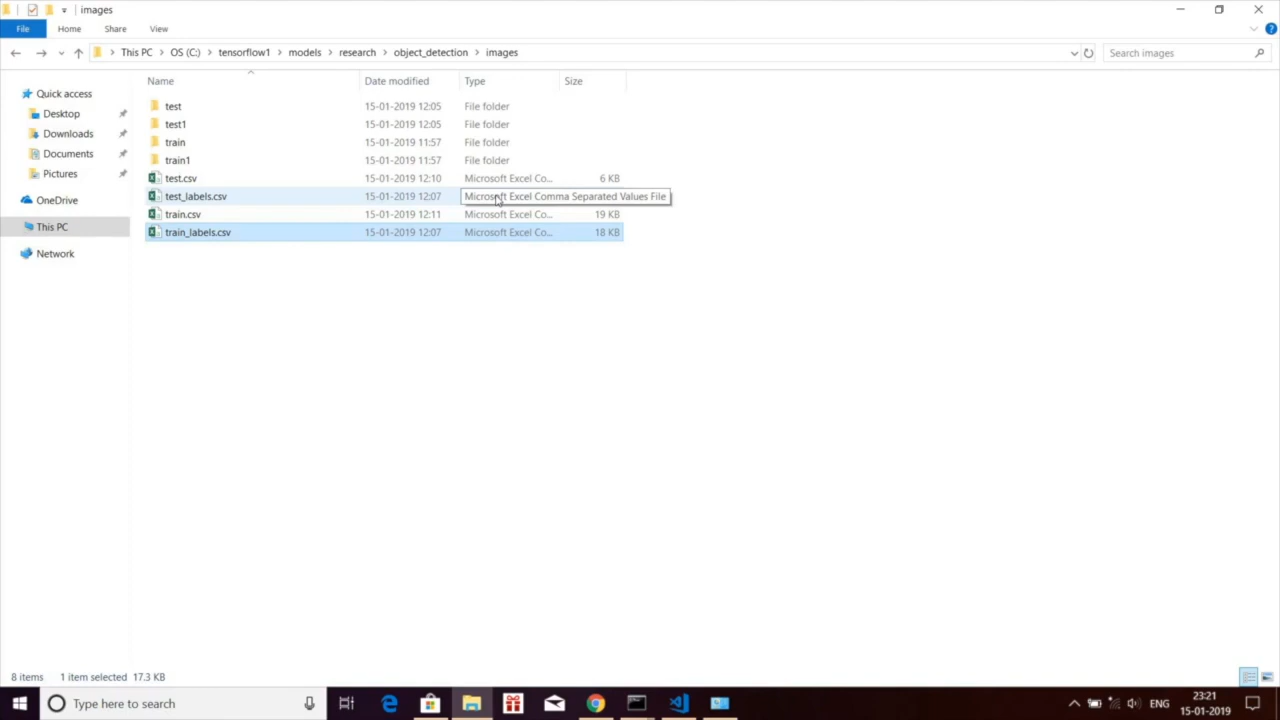 images
File Home Share View
This PC OS (C:) tensorflow1 models research object_detection images Search images
Name Date modified Type Size
Quick access
Desktop
Downloads
Documents
Pictures
OneDrive
This PC
Network
test 15-01-2019 12:05 File folder
test1 15-01-2019 12:05 File folder
train 15-01-2019 11:57 File folder
train1 15-01-2019 11:57 File folder
test.csv 15-01-2019 12:10 Microsoft Excel Co... 6 KB
test_labels.csv 15-01-2019 12:07 Microsoft Excel Comma Separated Values File
train.csv 15-01-2019 12:11 Microsoft Excel Co... 19 KB
train_labels.csv 15-01-2019 12:07 Microsoft Excel Co... 18 KB
8 items 1 item selected 17.3 KB
Type here to search ENG 23:21
15-01-2019